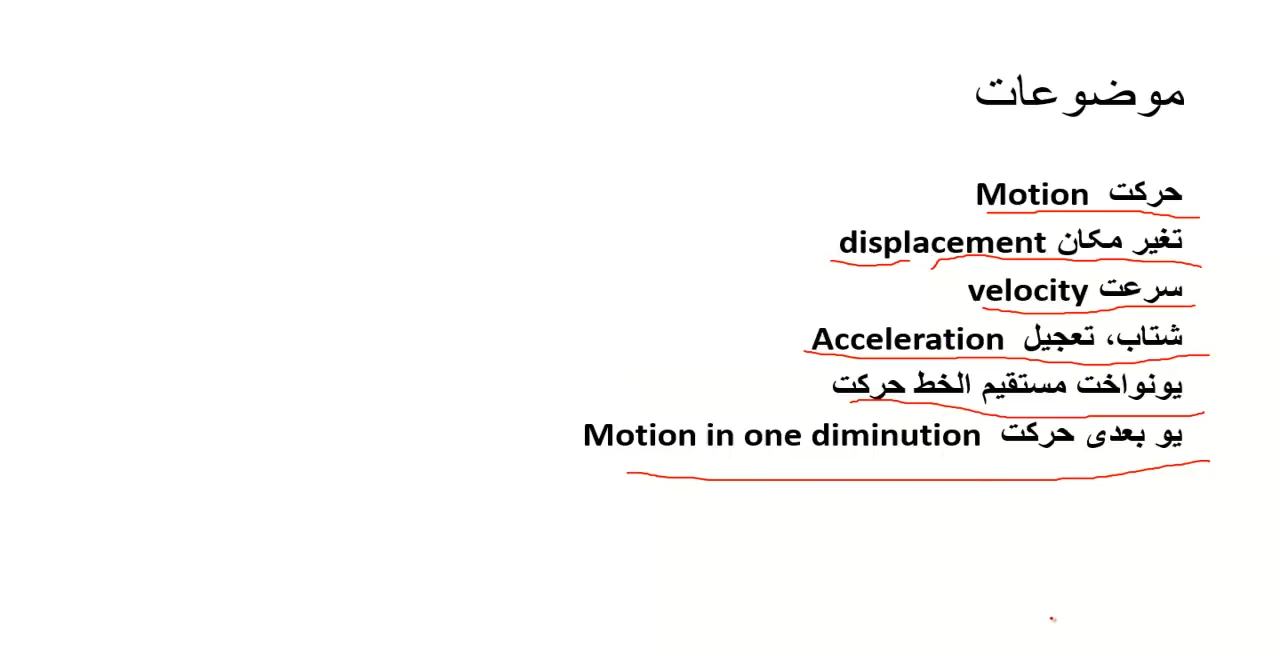 موضوعات
حرکت Motion
تغیر مکان displacement
سرعت velocity
شتاب، تعجیل Acceleration
یونواخت مستقیم الخط حرکت
یو بعدی حرکت Motion in one diminution